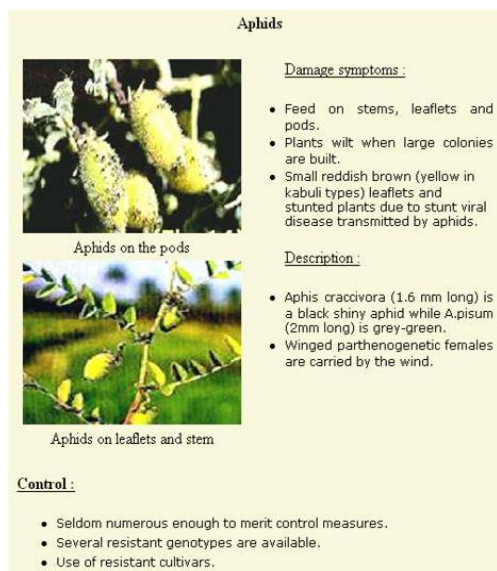 Aphids
Damage symptoms :
• Feed on stems, leaflets and
pods.
• Plants wilt when large colonies
are built.
• Small reddish brown (yellow in
kabuli types) leaflets and
stunted plants due to stunt viral
disease transmitted by aphids.
Aphids on the pods
Description :
• Aphis craccivora (1.6 mm long) is
a black shiny aphid while A.pisum
(2mm long) is grey-green.
• Winged parthenogenetic females
are carried by the wind.
Aphids on leaflets and stem
Control :
• Seldom numerous enough to merit control measures.
• Several resistant genotypes are available.
• Use of resistant cultivars.